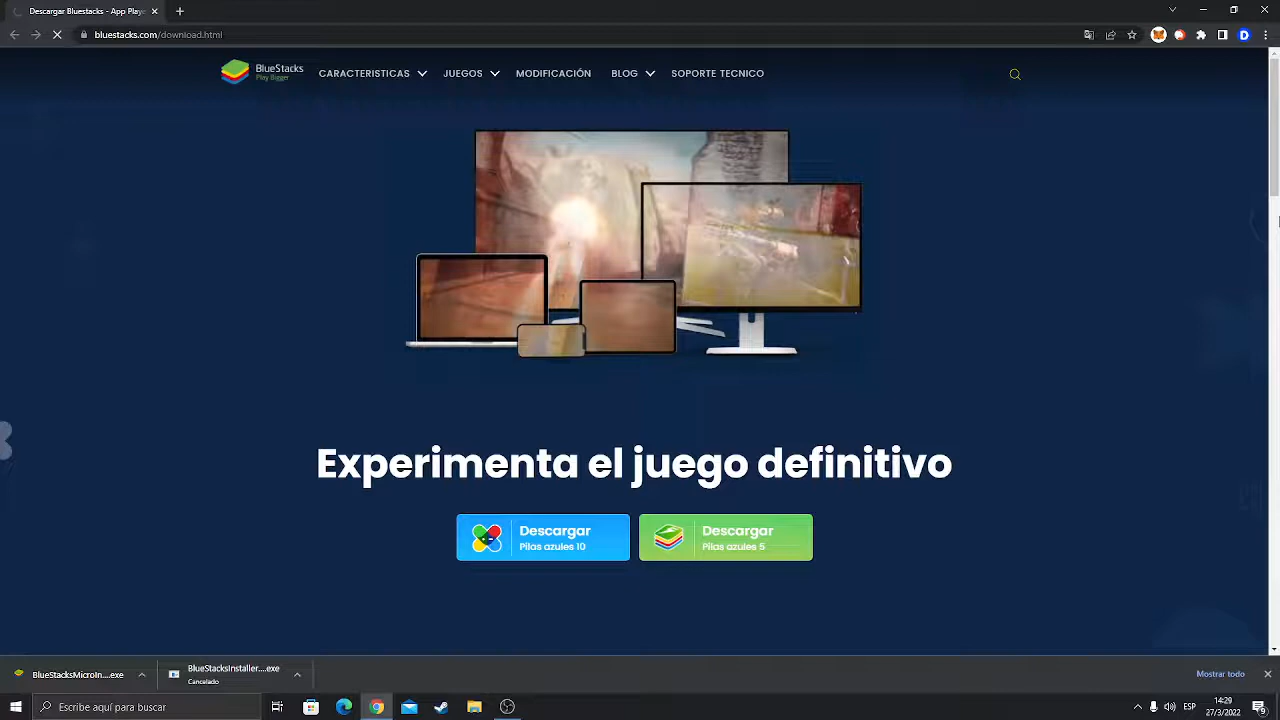 Descargar Bluestacks - App Playe
bluestacks.com/download.html
BlueStacks
Play Bigger
CARACTERISTICAS
JUEGOS
MODIFICACIÓN
BLOG
SOPORTE TECNICO
Experimenta el juego definitivo
Descargar
Pilas azules 10
Descargar
Pilas azules 5
BlueStacksMicroIn....exe
BlueStacksInstaller....exe
Cancelado
Mostrar todo
Escribe aquí para buscar
ESP
14:29
27/3/2022